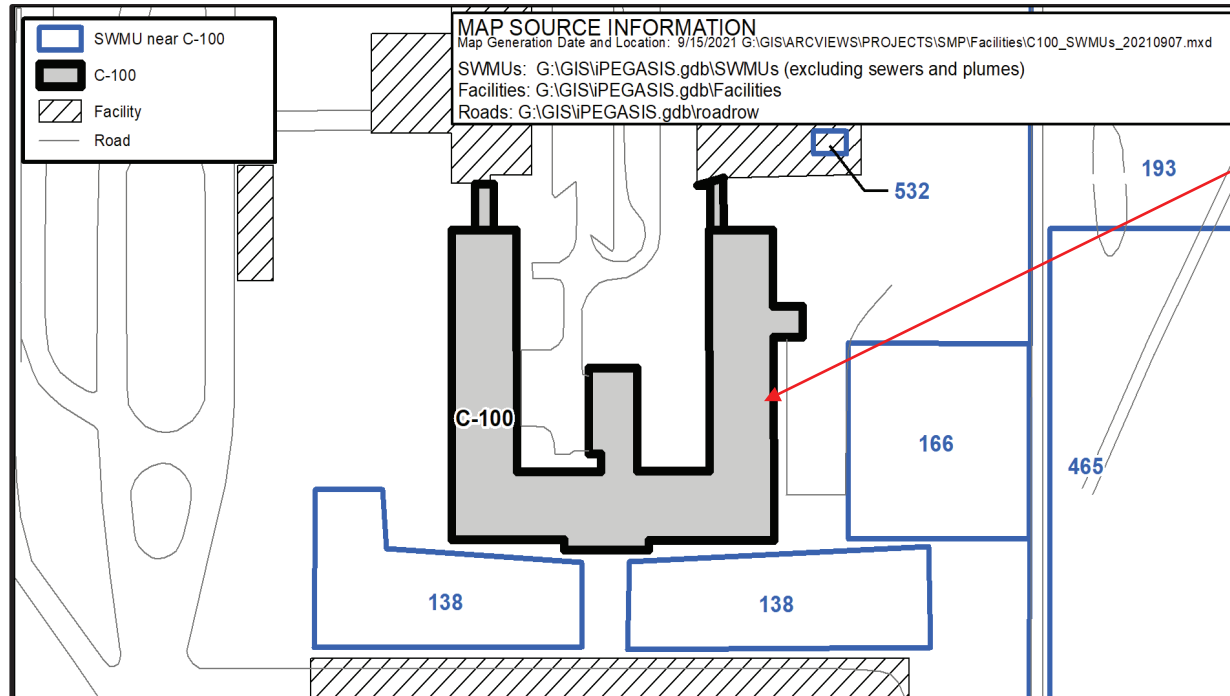 SWMU near C-100
C-100
Facility
Road
MAP SOURCE INFORMATION
Map Generation Date and Location: 9/15/2021 G:\GIS\ARCVIEWS\PROJECTS\SMP\Facilities\C100_SWMUs_20210907.mxd
SWMUs: G:\GIS\iPEGASIS.gdb\SWMUs (excluding sewers and plumes)
Facilities: G:\GIS\iPEGASIS.gdb\Facilities
Roads: G:\GIS\iPEGASIS.gdb\roadrow
193
532
C-100
166
465
138
138